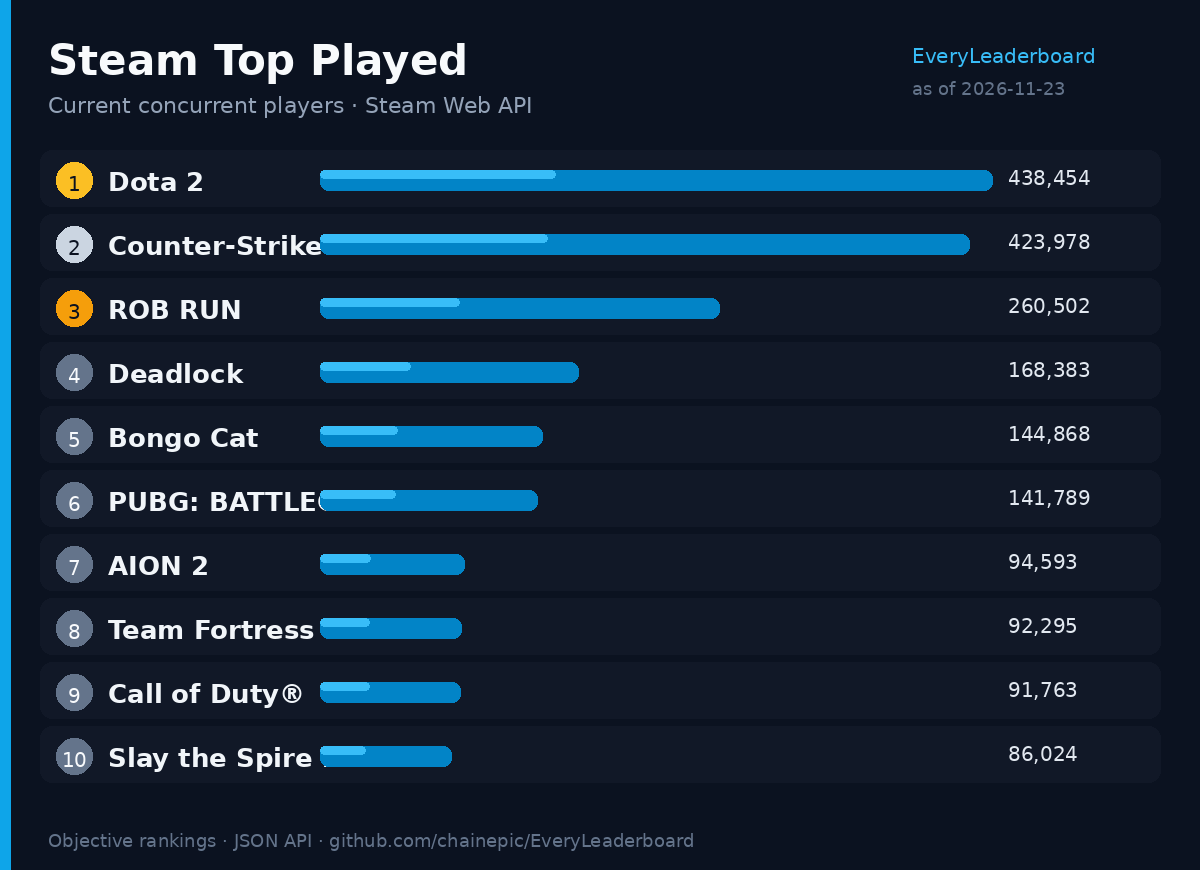 Steam Top Played
EveryLeaderboard
Current concurrent players · Steam Web API
as of 2026-11-23
1 Dota 2 438,454
2 Counter-Strike 423,978
3 ROB RUN 260,502
4 Deadlock 168,383
5 Bongo Cat 144,868
6 PUBG: BATTLE 141,789
7 AION 2 94,593
8 Team Fortress 92,295
9 Call of Duty® 91,763
10 Slay the Spire 86,024
Objective rankings · JSON API · github.com/chainepic/EveryLeaderboard